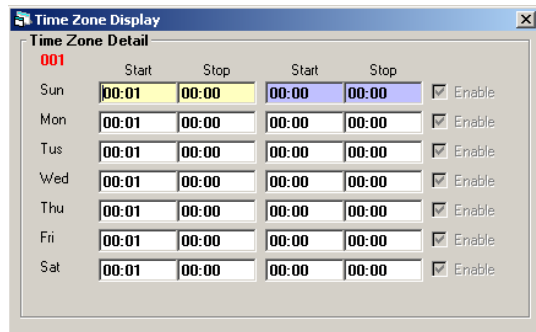 Time Zone Display
Time Zone Detail
001
Start Stop Start Stop
Sun 00:01 00:00 00:00 00:00 Enable
Mon 00:01 00:00 00:00 00:00 Enable
Tus 00:01 00:00 00:00 00:00 Enable
Wed 00:01 00:00 00:00 00:00 Enable
Thu 00:01 00:00 00:00 00:00 Enable
Fri 00:01 00:00 00:00 00:00 Enable
Sat 00:01 00:00 00:00 00:00 Enable